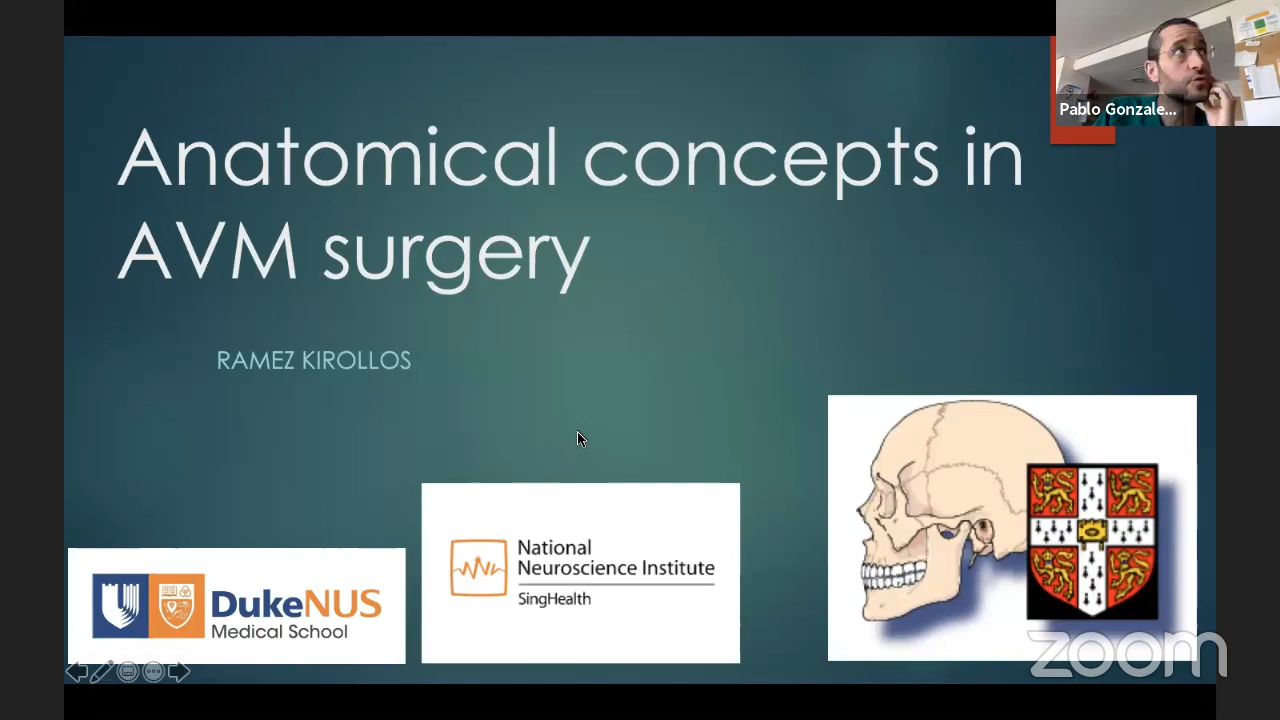 Pablo Gonzale...
Anatomical concepts in
AVM surgery
RAMEZ KIROLLOS
National
Neuroscience Institute
SingHealth
DukeNUS
Medical School
zoom